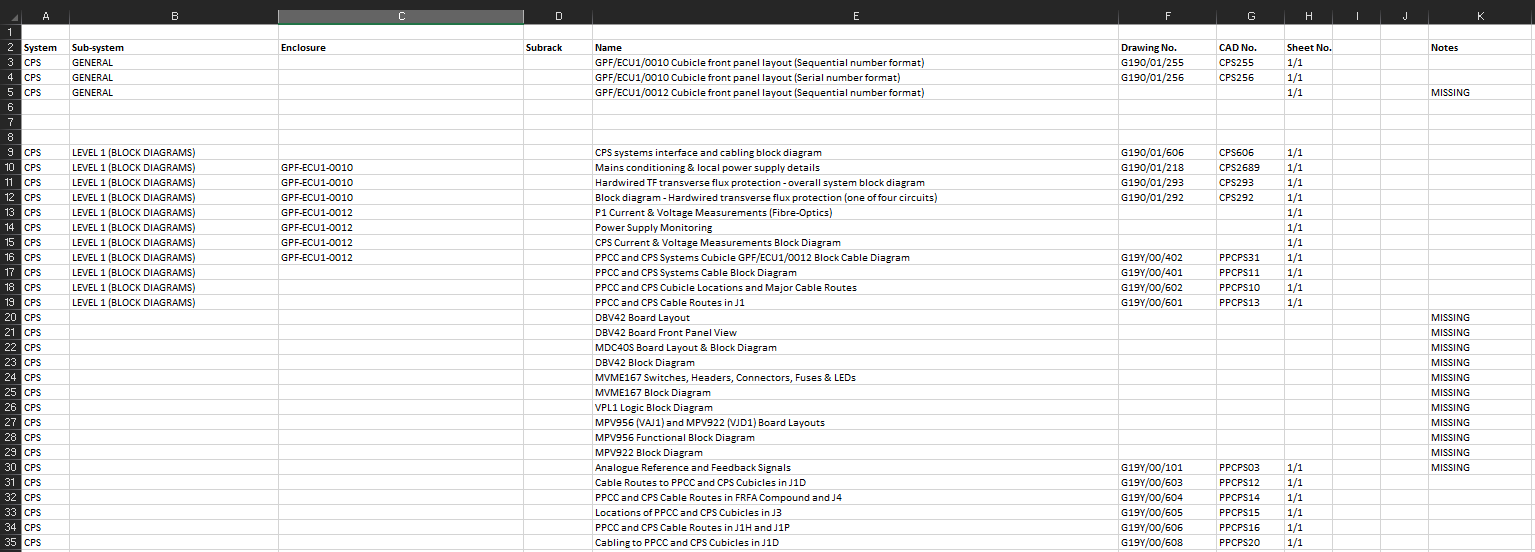 A B C D E F G H I J K
1
2 System Sub-system Enclosure Subrack Name Drawing No. CAD No. Sheet No. Notes
3 CPS GENERAL GPF/ECU1/0010 Cubicle front panel layout (Sequential number format) G190/01/255 CPS255 1/1
4 CPS GENERAL GPF/ECU1/0010 Cubicle front panel layout (Serial number format) G190/01/256 CPS256 1/1
5 CPS GENERAL GPF/ECU1/0012 Cubicle front panel layout (Sequential number format) 1/1 MISSING
6
7
8
9 CPS LEVEL 1 (BLOCK DIAGRAMS) CPS systems interface and cabling block diagram G190/01/606 CPS606 1/1
10 CPS LEVEL 1 (BLOCK DIAGRAMS) GPF-ECU1-0010 Mains conditioning & local power supply details G190/01/218 CPS2689 1/1
11 CPS LEVEL 1 (BLOCK DIAGRAMS) GPF-ECU1-0010 Hardwired TF transverse flux protection - overall system block diagram G190/01/293 CPS293 1/1
12 CPS LEVEL 1 (BLOCK DIAGRAMS) GPF-ECU1-0010 Block diagram - Hardwired transverse flux protection (one of four circuits) G190/01/292 CPS292 1/1
13 CPS LEVEL 1 (BLOCK DIAGRAMS) GPF-ECU1-0012 P1 Current & Voltage Measurements (Fibre-Optics) 1/1
14 CPS LEVEL 1 (BLOCK DIAGRAMS) GPF-ECU1-0012 Power Supply Monitoring 1/1
15 CPS LEVEL 1 (BLOCK DIAGRAMS) GPF-ECU1-0012 CPS Current & Voltage Measurements Block Diagram 1/1
16 CPS LEVEL 1 (BLOCK DIAGRAMS) GPF-ECU1-0012 PPCC and CPS Systems Cubicle GPF/ECU1/0012 Block Cable Diagram G19Y/00/402 PPCPS31 1/1
17 CPS LEVEL 1 (BLOCK DIAGRAMS) PPCC and CPS Systems Cable Block Diagram G19Y/00/401 PPCPS11 1/1
18 CPS LEVEL 1 (BLOCK DIAGRAMS) PPCC and CPS Cubicle Locations and Major Cable Routes G19Y/00/602 PPCPS10 1/1
19 CPS LEVEL 1 (BLOCK DIAGRAMS) PPCC and CPS Cable Routes in J1 G19Y/00/601 PPCPS13 1/1
20 CPS DBV42 Board Layout MISSING
21 CPS DBV42 Board Front Panel View MISSING
22 CPS MDC40S Board Layout & Block Diagram MISSING
23 CPS DBV42 Block Diagram MISSING
24 CPS MVME167 Switches, Headers, Connectors, Fuses & LEDs MISSING
25 CPS MVME167 Block Diagram MISSING
26 CPS VPL1 Logic Block Diagram MISSING
27 CPS MPV956 (VAJ1) and MPV922 (VJD1) Board Layouts MISSING
28 CPS MPV956 Functional Block Diagram MISSING
29 CPS MPV922 Block Diagram MISSING
30 CPS Analogue Reference and Feedback Signals G19Y/00/101 PPCPS03 1/1 MISSING
31 CPS Cable Routes to PPCC and CPS Cubicles in J1D G19Y/00/603 PPCPS12 1/1
32 CPS PPCC and CPS Cable Routes in FRFA Compound and J4 G19Y/00/604 PPCPS14 1/1
33 CPS Locations of PPCC and CPS Cubicles in J3 G19Y/00/605 PPCPS15 1/1
34 CPS PPCC and CPS Cable Routes in J1H and J1P G19Y/00/606 PPCPS16 1/1
35 CPS Cabling to PPCC and CPS Cubicles in J1D G19Y/00/608 PPCPS20 1/1